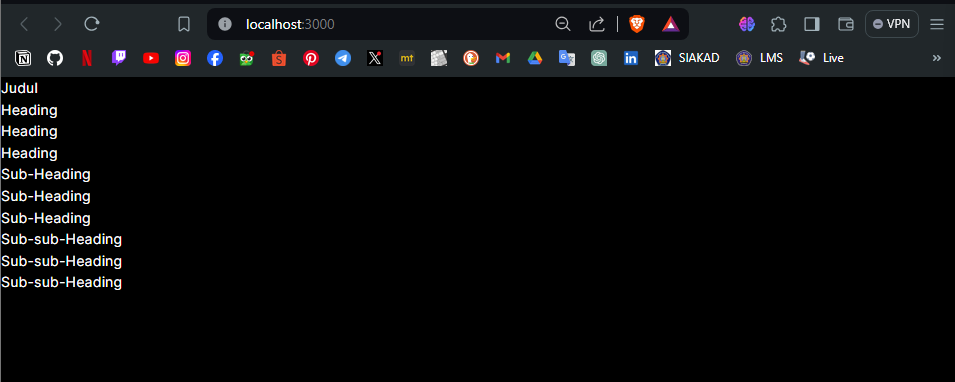 localhost:3000
VPN
mt
SIAKAD
LMS
Live
»
Judul
Heading
Heading
Heading
Sub-Heading
Sub-Heading
Sub-Heading
Sub-sub-Heading
Sub-sub-Heading
Sub-sub-Heading